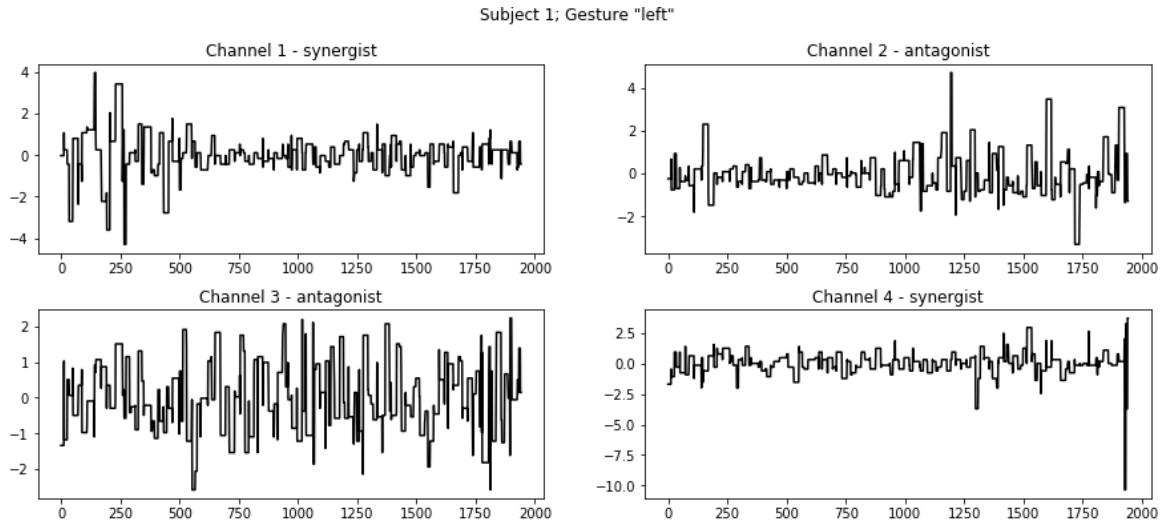 Subject 1; Gesture "left"
Channel 1 - synergist
4
2
0
−2
−4
0 250 500 750 1000 1250 1500 1750 2000
Channel 2 - antagonist
4
2
0
−2
0 250 500 750 1000 1250 1500 1750 2000
Channel 3 - antagonist
2
1
0
−1
−2
0 250 500 750 1000 1250 1500 1750 2000
Channel 4 - synergist
2.5
0.0
−2.5
−5.0
−7.5
−10.0
0 250 500 750 1000 1250 1500 1750 2000